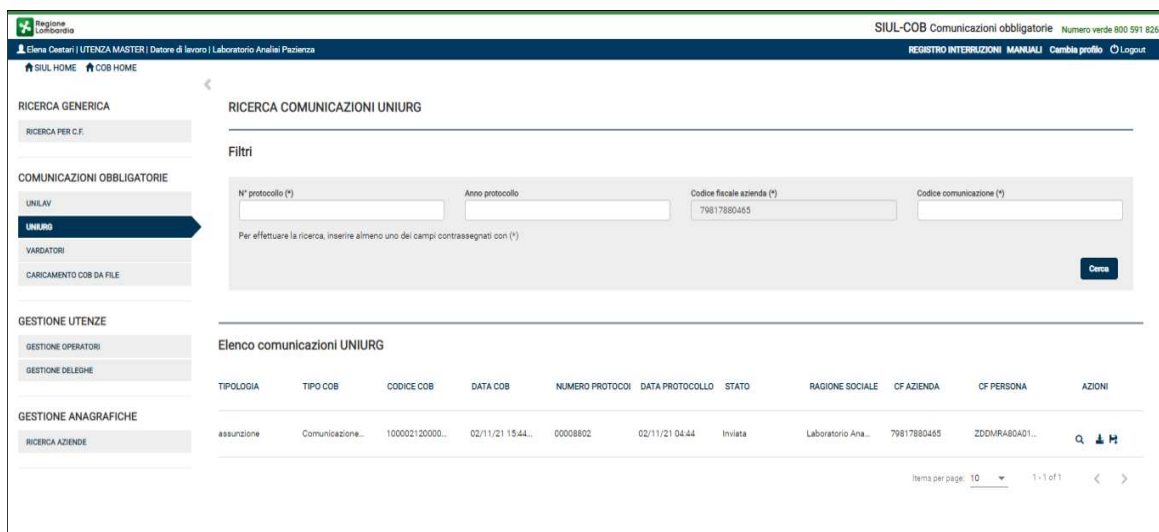 Regione
Lombardia
SIUL-COB Comunicazioni obbligatorie Numero verde 800 591 826
Elena Cestari | UTENZA MASTER | Datore di lavoro | Laboratorio Analisi Pazienza
REGISTRO INTERRUZIONI MANUALI Cambia profilo Logout
SIUL HOME COB HOME
RICERCA GENERICA
RICERCA PER C.F.
COMUNICAZIONI OBBLIGATORIE
UNILAV
UNIURG
VARDATORI
CARICAMENTO COB DA FILE
GESTIONE UTENZE
GESTIONE OPERATORI
GESTIONE DELEGHE
GESTIONE ANAGRAFICHE
RICERCA AZIENDE
RICERCA COMUNICAZIONI UNIURG
Filtri
N° protocollo (*) Anno protocollo Codice fiscale azienda (*) Codice comunicazione (*)
79817880465
Per effettuare la ricerca, inserire almeno uno dei campi contrassegnati con (*)
Cerca
Elenco comunicazioni UNIURG
TIPOLOGIA TIPO COB CODICE COB DATA COB NUMERO PROTOCOL DATA PROTOCOLLO STATO RAGIONE SOCIALE CF AZIENDA CF PERSONA AZIONI
assunzione Comunicazione... 100002120000... 02/11/21 15:44... 00008802 02/11/21 04:44 Inviata Laboratorio Ana... 79817880465 ZDDMRA80A01...
Items per page: 10 1 - 1 of 1